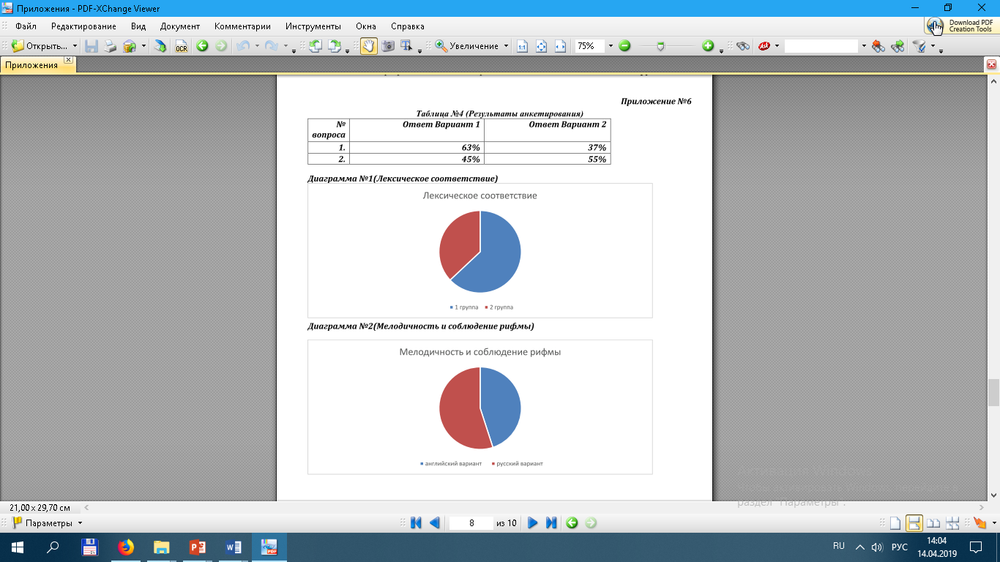 Приложения - PDF-XChange Viewer
Файл Редактирование Вид Документ Комментарии Инструменты Окна Справка
Download PDF
Creation Tools
Открыть... OCR Увеличение 75% Ask
Приложения
Приложение №6
Таблица №4 (Результаты анкетирования)
№ вопроса Ответ Вариант 1 Ответ Вариант 2
1. 63% 37%
2. 45% 55%
Диаграмма №1(Лексическое соответствие)
Лексическое соответствие
1 группа 2 группа
Диаграмма №2(Мелодичность и соблюдение рифмы)
Мелодичность и соблюдение рифмы
английский вариант русский вариант
Активация Windows
Чтобы активировать Windows, перейдите в
раздел "Параметры".
21,00 x 29,70 см
Параметры 8 из 10
RU РУС 14:04
14.04.2019